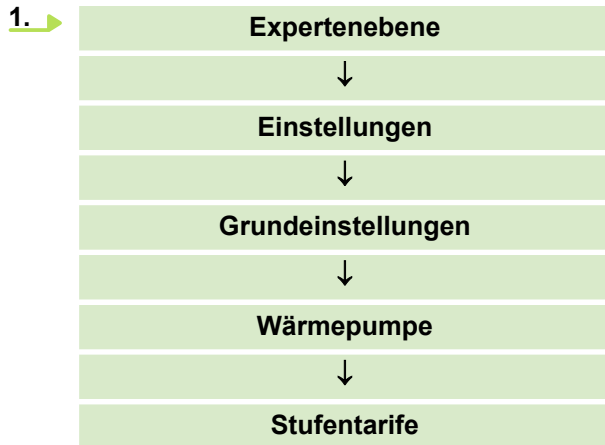 1.
Expertenebene
↓
Einstellungen
↓
Grundeinstellungen
↓
Wärmepumpe
↓
Stufentarife